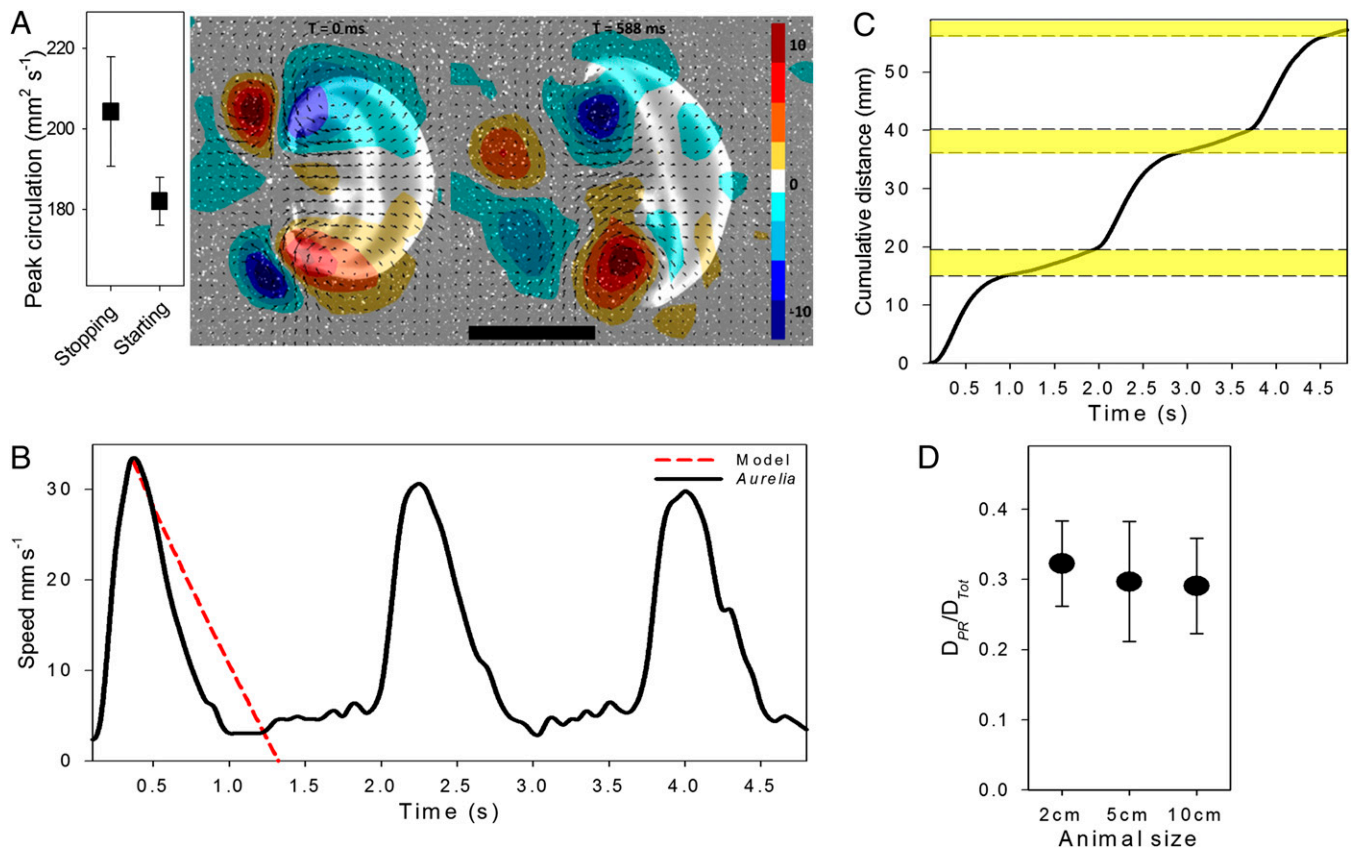 A
Peak circulation (mm² s⁻¹)
220
200
180
Stopping
Starting
T = 0 ms
T = 588 ms
10
0
-10
B
Speed mm s⁻¹
30
20
10
0
0.5 1.0 1.5 2.0 2.5 3.0 3.5 4.0 4.5
Time (s)
Model
Aurelia
C
Cumulative distance (mm)
50
40
30
20
10
0
0.5 1.0 1.5 2.0 2.5 3.0 3.5 4.0 4.5
Time (s)
D
D_PR/D_Tot
0.4
0.3
0.2
0.1
0.0
2cm 5cm 10cm
Animal size